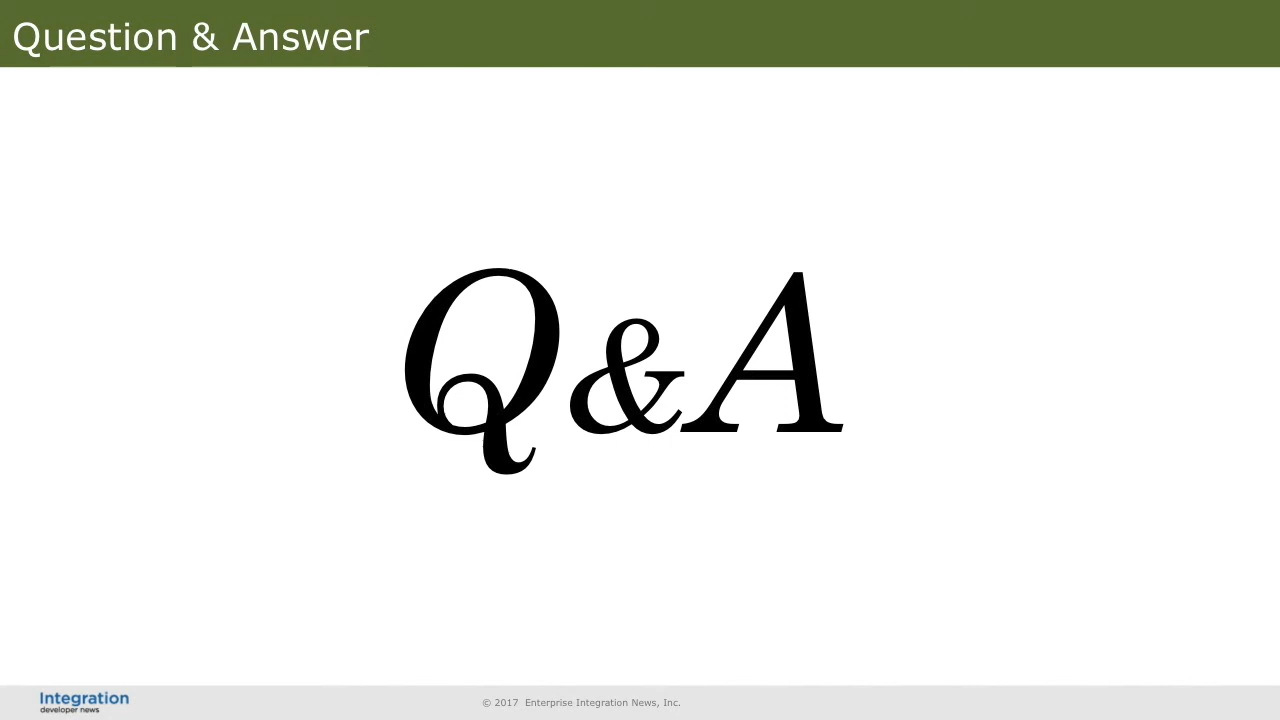 Question & Answer
Q&A
Integration
developer news
© 2017 Enterprise Integration News, Inc.